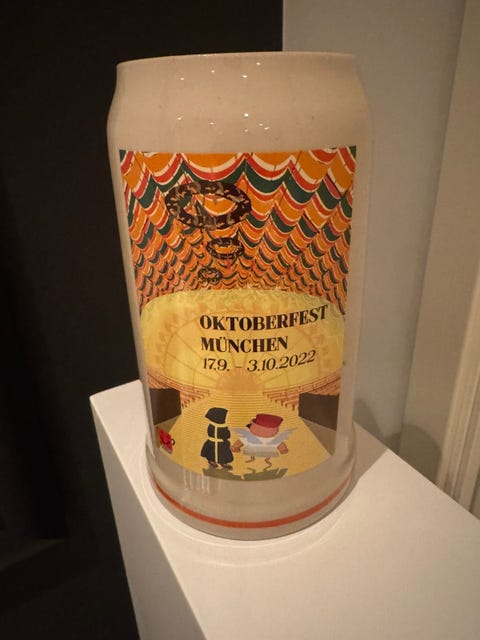 OKTOBERFEST
MÜNCHEN
17.9. – 3.10.2022